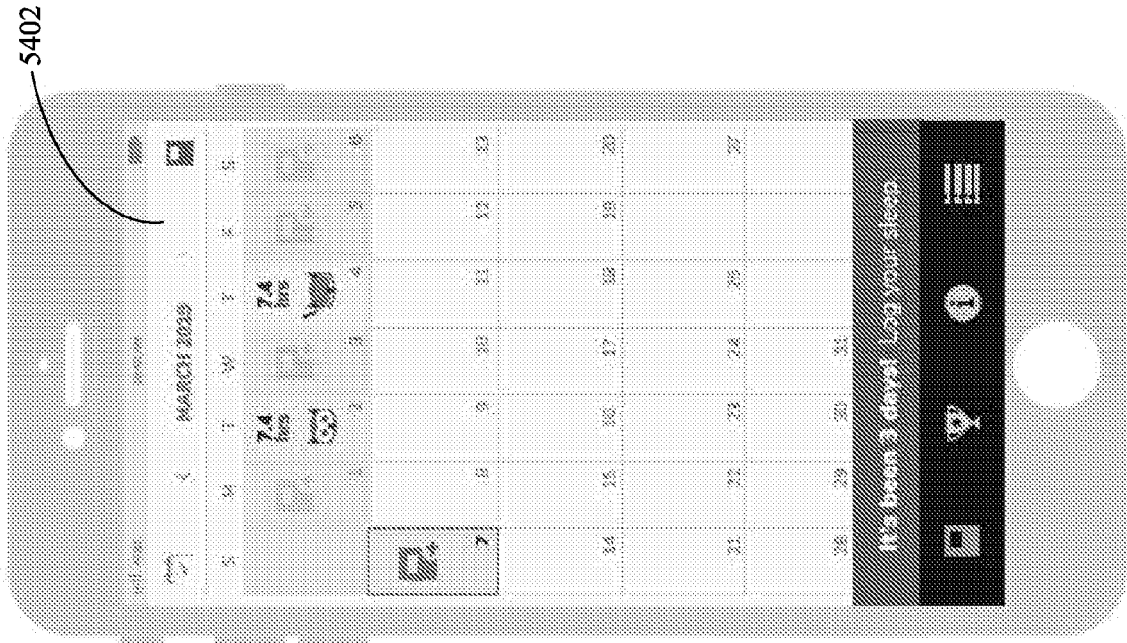 5402
MARCH 2019
S M T W T F S
7.4 7.4
hrs hrs
1 2 3 4 5 6
7 8 9 10 11 12 13
14 15 16 17 18 19 20
21 22 23 24 25 27
28 29 30 31
It's been 3 days! Log your sleep.